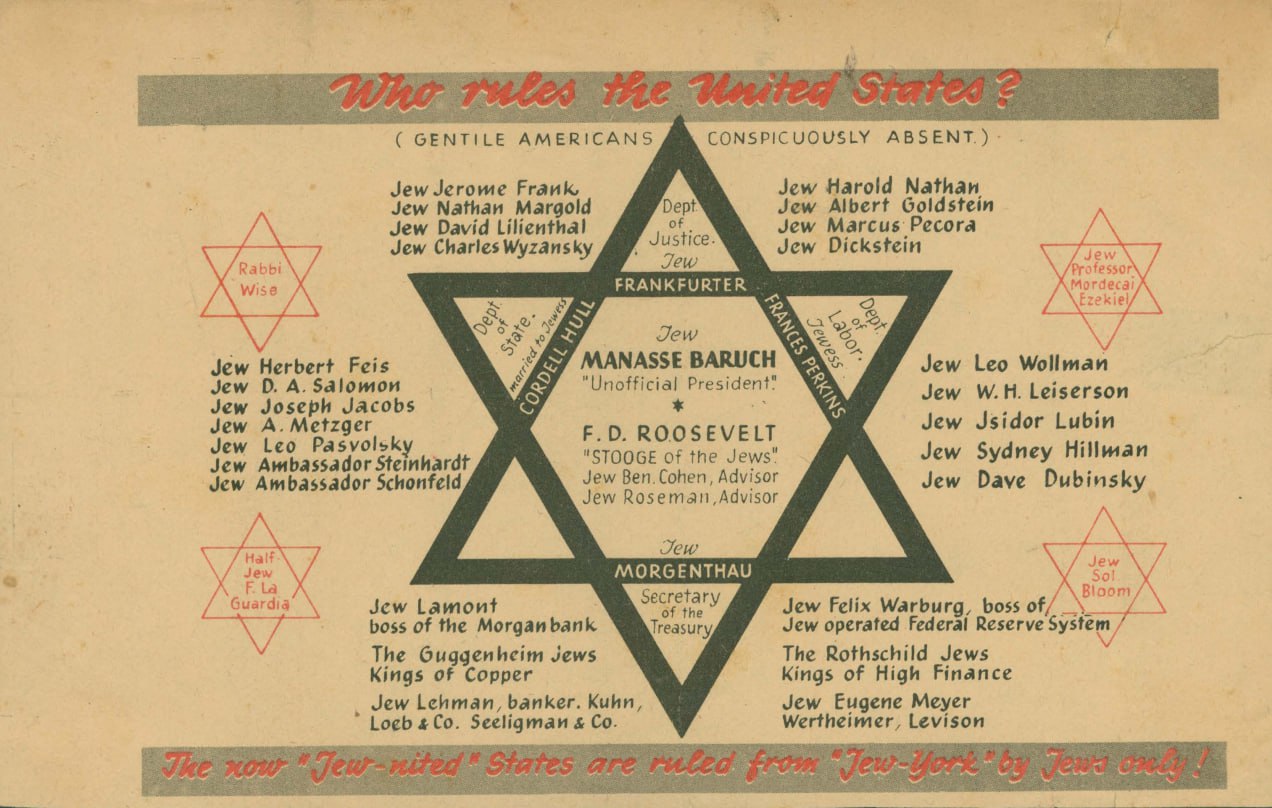 Who rules the United States?
( GENTILE AMERICANS CONSPICUOUSLY ABSENT. )
Jew Jerome Frank
Jew Nathan Margold
Jew David Lilienthal
Jew Charles Wyzansky
Dept.
of
Justice.
Jew
FRANKFURTER
Jew Harold Nathan
Jew Albert Goldstein
Jew Marcus Pecora
Jew Dickstein
Rabbi
Wise
Jew
Professor
Mordecai
Ezekiel
Dept.
of
State.
married to Jewess
CORDELL HULL
Jew
MANASSE BARUCH
"Unofficial President".
F. D. ROOSEVELT
"STOOGE of the Jews".
Jew Ben. Cohen, Advisor
Jew Roseman, Advisor
Dept.
of
Labor.
Jewess
FRANCES PERKINS
Jew Herbert Feis
Jew D. A. Salomon
Jew Joseph Jacobs
Jew A. Metzger
Jew Leo Pasvolsky
Jew Ambassador Steinhardt
Jew Ambassador Schonfeld
Jew Leo Wollman
Jew W. H. Leiserson
Jew Jsidor Lubin
Jew Sydney Hillman
Jew Dave Dubinsky
Half-
Jew
F. La
Guardia
Jew
MORGENTHAU
Secretary
of the
Treasury
Jew
Sol
Bloom
Jew Lamont
boss of the Morganbank
The Guggenheim Jews
Kings of Copper
Jew Lehman, banker. Kuhn,
Loeb & Co. Seeligman & Co.
Jew Felix Warburg, boss of
Jew operated Federal Reserve System
The Rothschild Jews
Kings of High Finance
Jew Eugene Meyer
Wertheimer, Levison
The now "Jew-nited" States are ruled from "Jew-York" by Jews only!